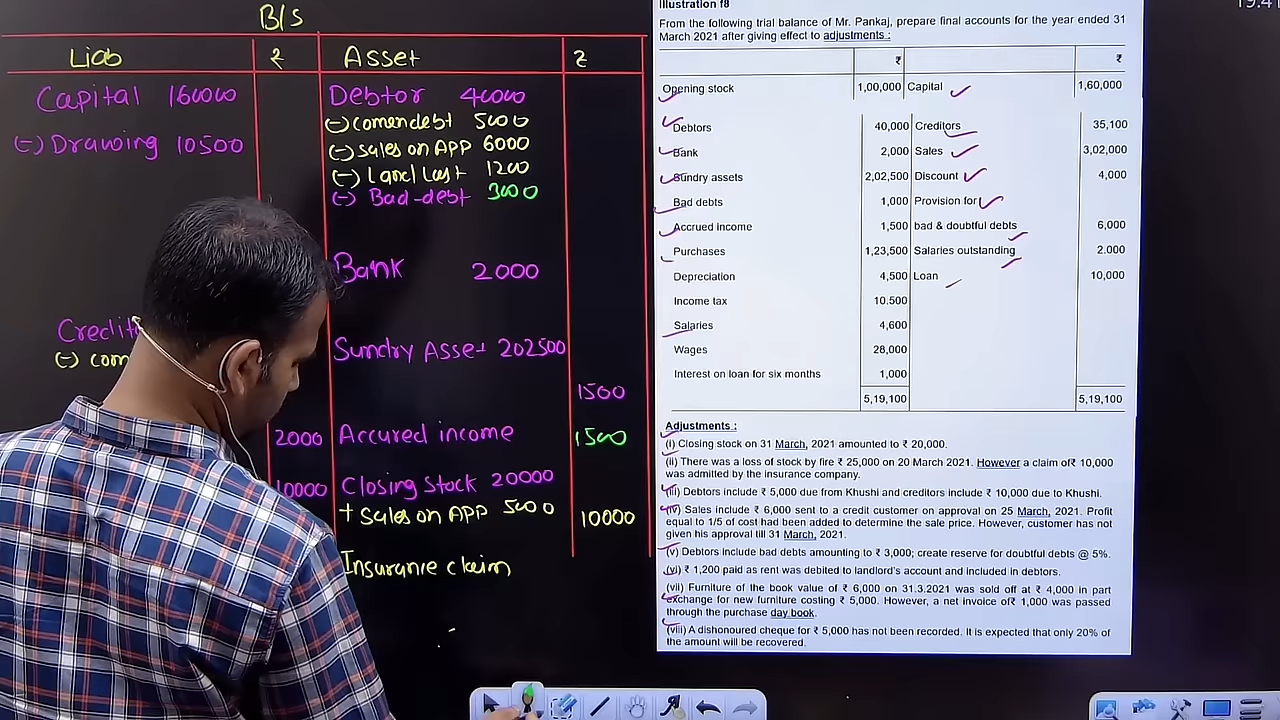 B/s
Liab ₹ Asset ₹
Capital 160000 Debtor 40000
(-) Drawing 10500 (-) comendebt 5000
(-) Sales on APP 6000
(-) Land Lost 1200
(-) Bad-debt 3000
Bank 2000
Sundry Asset 202500
(-) com
1500
2000 Accured income 1500
10000 Closing Stock 20000
+ Sales on APP 5000 10000
Insuranie claim
Illustration f8
19:41
From the following trial balance of Mr. Pankaj, prepare final accounts for the year ended 31
March 2021 after giving effect to adjustments :
₹ ₹
Opening stock 1,00,000 Capital 1,60,000
Debtors 40,000 Creditors 35,100
Bank 2,000 Sales 3,02,000
Sundry assets 2,02,500 Discount 4,000
Bad debts 1,000 Provision for
Accrued income 1,500 bad & doubtful debts 6,000
Purchases 1,23,500 Salaries outstanding 2.000
Depreciation 4,500 Loan 10,000
Income tax 10.500
Salaries 4,600
Wages 28,000
Interest on loan for six months 1,000
5,19,100 5,19,100
Adjustments :
(i) Closing stock on 31 March, 2021 amounted to ₹ 20,000.
(ii) There was a loss of stock by fire ₹ 25,000 on 20 March 2021. However a claim of₹ 10,000
was admitted by the insurance company.
(iii) Debtors include ₹ 5,000 due from Khushi and creditors include ₹ 10,000 due to Khushi.
(iv) Sales include ₹ 6,000 sent to a credit customer on approval on 25 March, 2021. Profit
equal to 1/5 of cost had been added to determine the sale price. However, customer has not
given his approval till 31 March, 2021.
(v) Debtors include bad debts amounting to ₹ 3,000; create reserve for doubtful debts @ 5%.
(vi) ₹ 1,200 paid as rent was debited to landlord's account and included in debtors.
(vii) Furniture of the book value of ₹ 6,000 on 31.3.2021 was sold off at ₹ 4,000 in part
exchange for new furniture costing ₹ 5,000. However, a net invoice of₹ 1,000 was passed
through the purchase day book.
(viii) A dishonoured cheque for ₹ 5,000 has not been recorded. It is expected that only 20% of
the amount will be recovered.